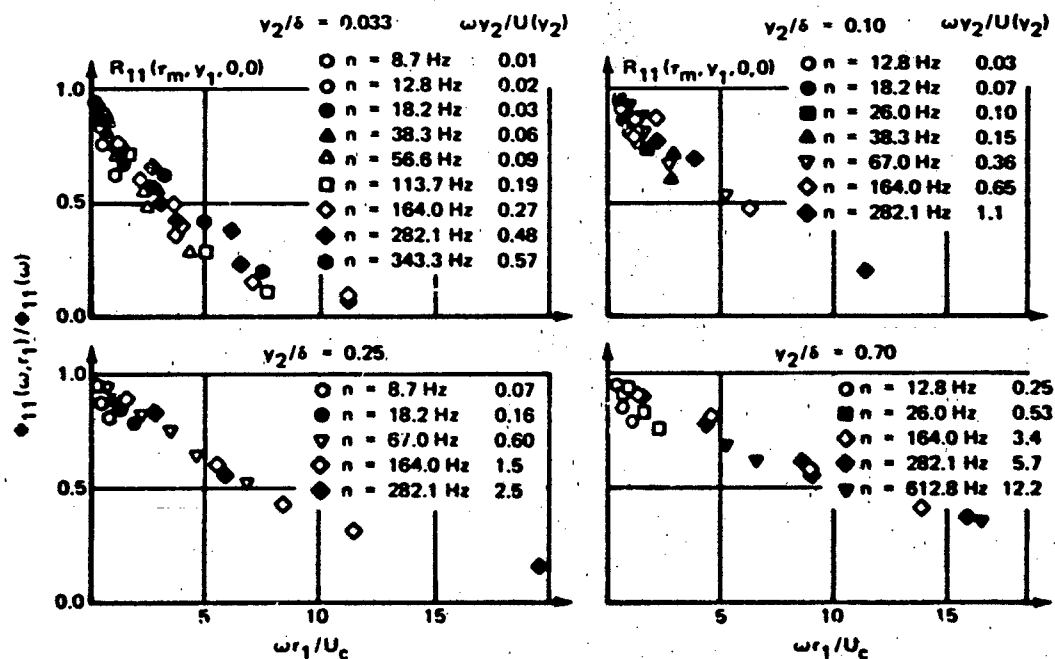 y₂/δ = 0.033 ωy₂/U(y₂)
R₁₁(τₘ, y₁, 0,0)
n = 8.7 Hz 0.01
n = 12.8 Hz 0.02
n = 18.2 Hz 0.03
n = 38.3 Hz 0.06
n = 56.6 Hz 0.09
n = 113.7 Hz 0.19
n = 164.0 Hz 0.27
n = 282.1 Hz 0.48
n = 343.3 Hz 0.57
1.0
0.5
0.0
y₂/δ = 0.10 ωy₂/U(y₂)
R₁₁(τₘ, y₁, 0,0)
n = 12.8 Hz 0.03
n = 18.2 Hz 0.07
n = 26.0 Hz 0.10
n = 38.3 Hz 0.15
n = 67.0 Hz 0.36
n = 164.0 Hz 0.65
n = 282.1 Hz 1.1
Φ₁₁(ω,r₁)/Φ₁₁(ω)
y₂/δ = 0.25
n = 8.7 Hz 0.07
n = 18.2 Hz 0.16
n = 67.0 Hz 0.60
n = 164.0 Hz 1.5
n = 282.1 Hz 2.5
1.0
0.5
0.0
5 10 15
ωr₁/U_c
y₂/δ = 0.70
n = 12.8 Hz 0.25
n = 26.0 Hz 0.53
n = 164.0 Hz 3.4
n = 282.1 Hz 5.7
n = 612.8 Hz 12.2
5 10 15
ωr₁/U_c